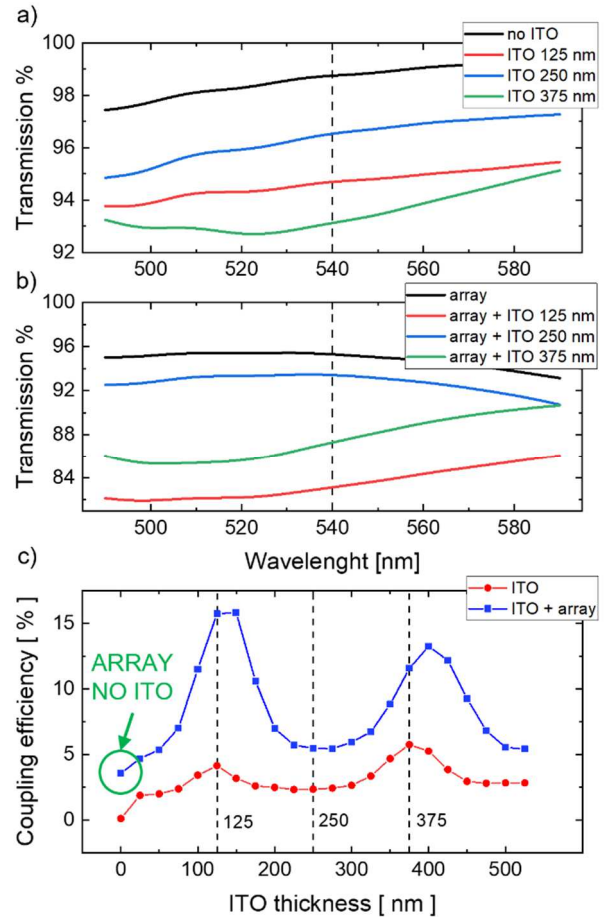 a)
Transmission %
100
98
96
94
92
500
520
540
560
580
no ITO
ITO 125 nm
ITO 250 nm
ITO 375 nm
b)
Transmission %
100
96
92
88
84
500
520
540
560
580
Wavelenght [nm]
array
array + ITO 125 nm
array + ITO 250 nm
array + ITO 375 nm
c)
Coupling efficiency [ % ]
15
10
5
0
ITO
ITO + array
ARRAY
NO ITO
125
250
375
0
100
200
300
400
500
ITO thickness [ nm ]